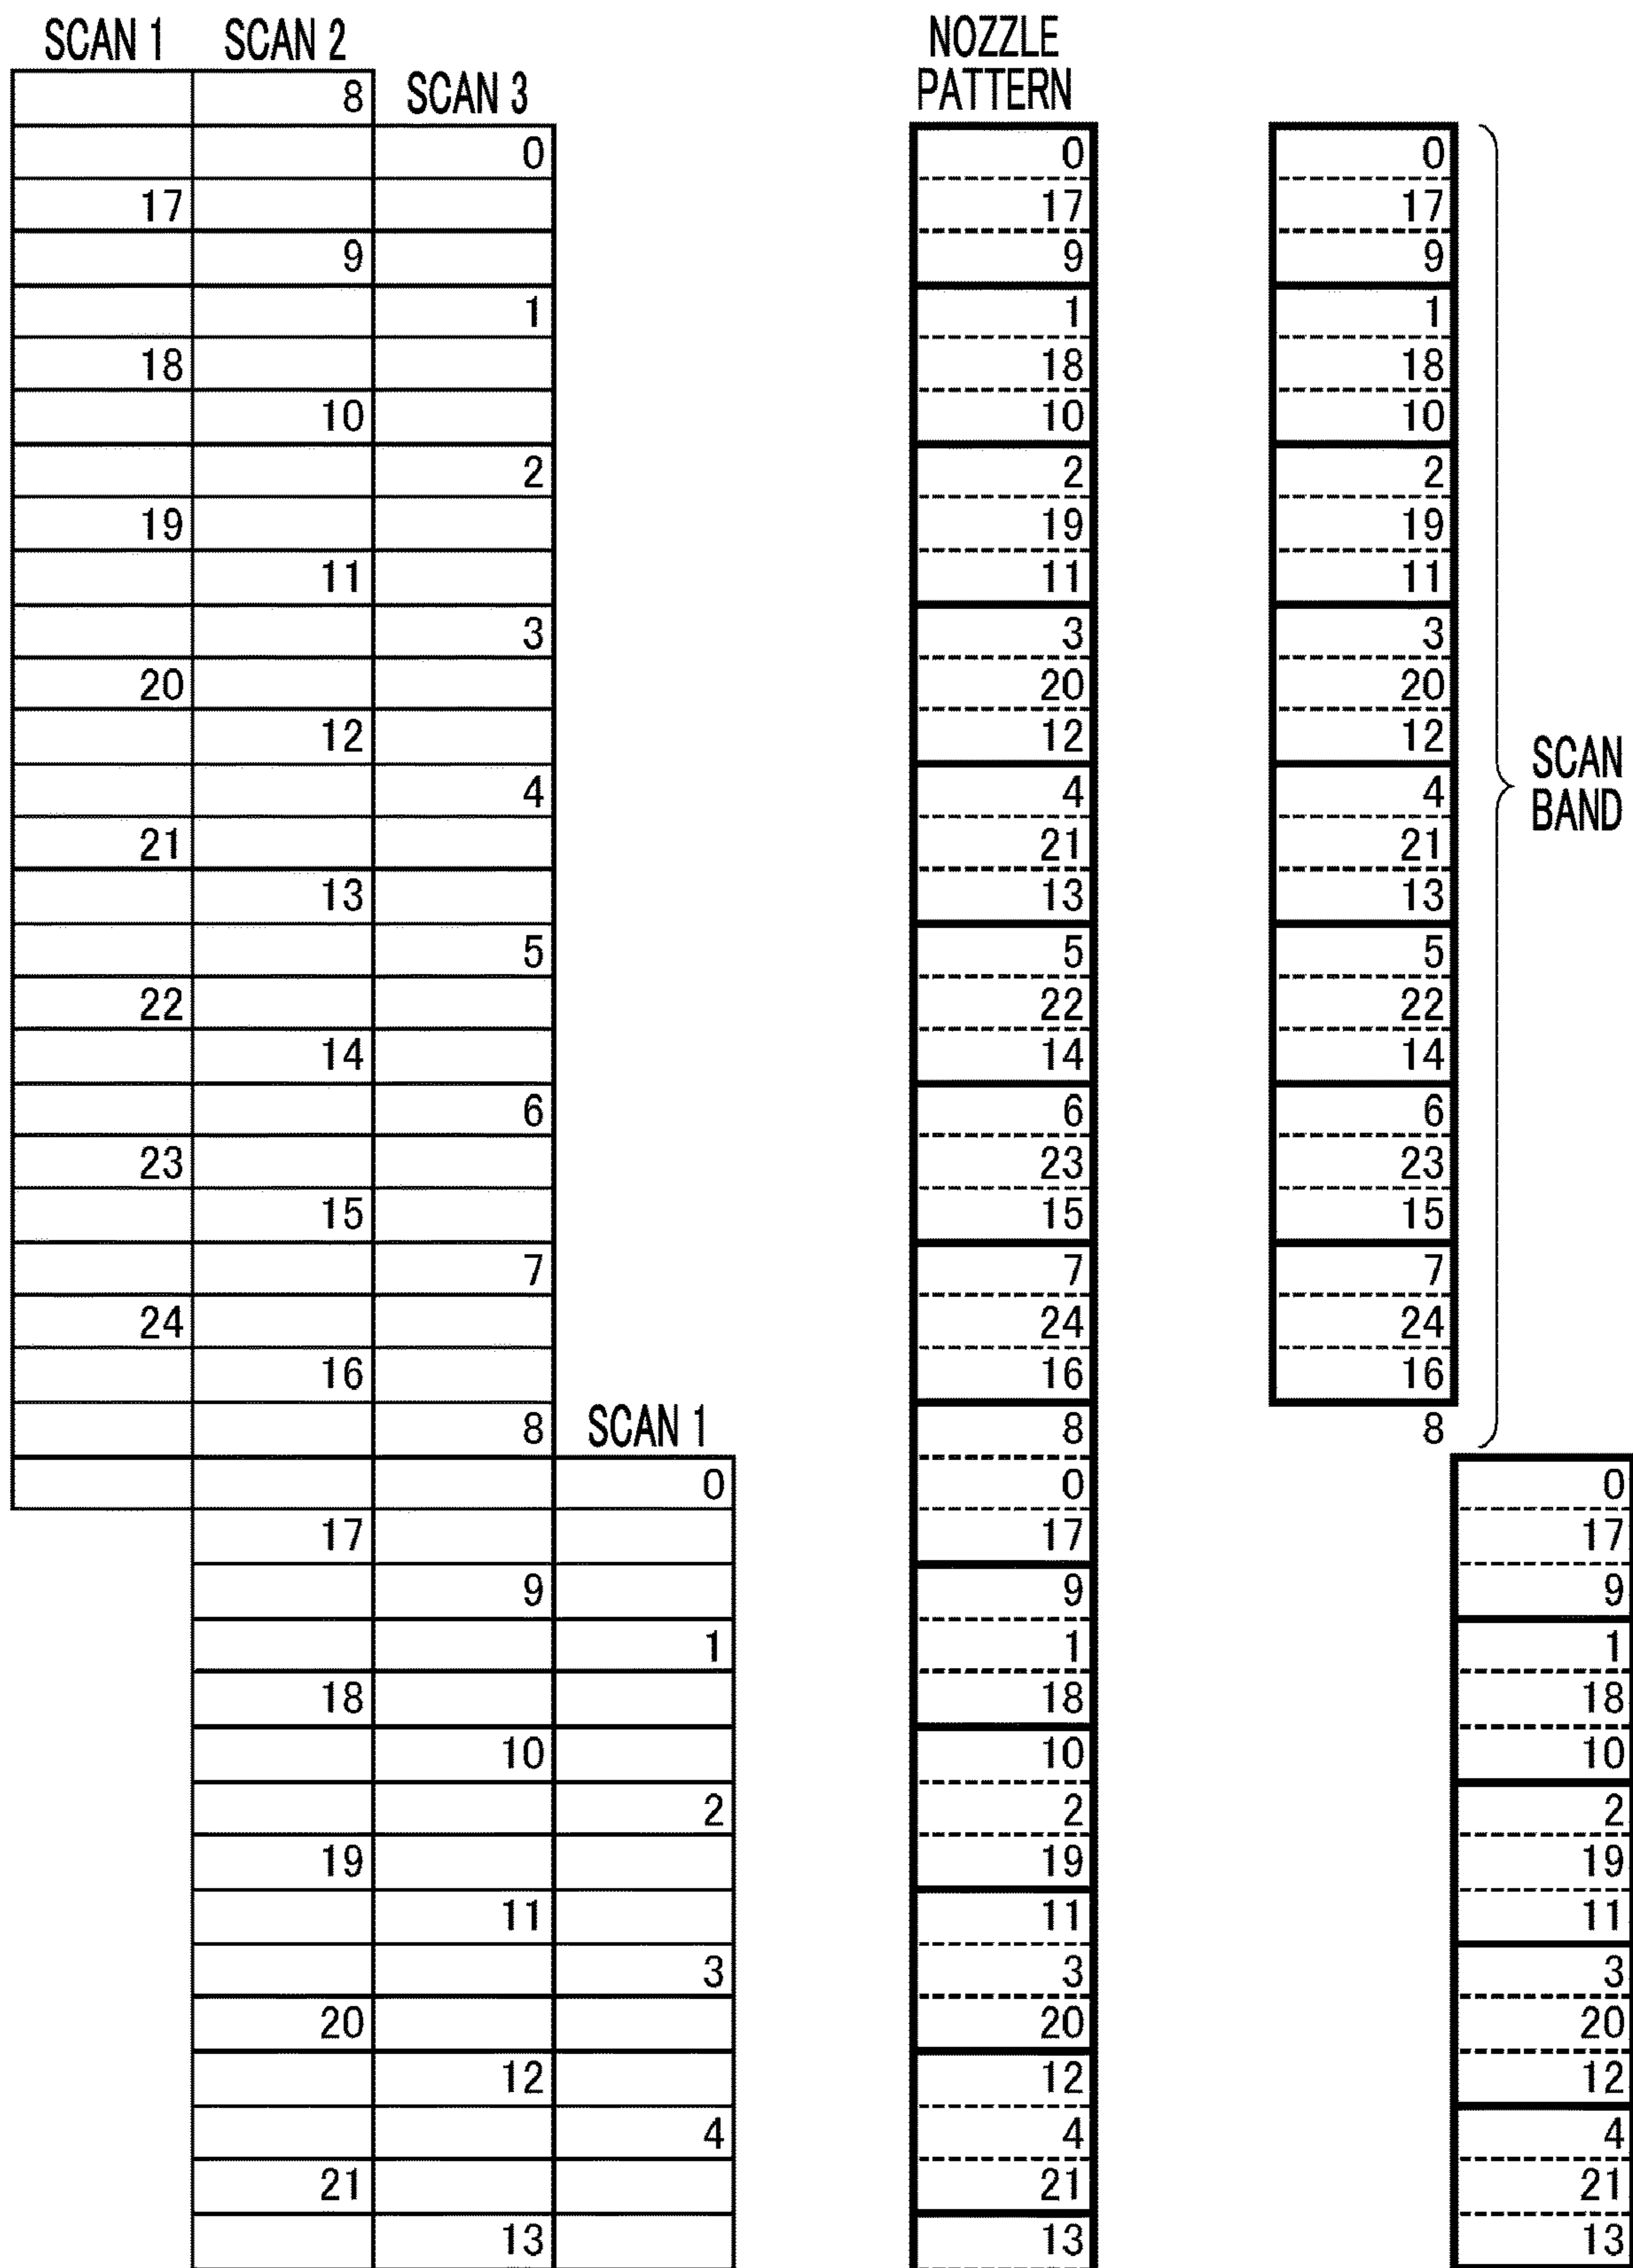 SCAN 1 SCAN 2 NOZZLE
8 SCAN 3 PATTERN
0 0 0
17 17 17
9 9 9
1 1 1
18 18 18
10 10 10
2 2 2
19 19 19
11 11 11
3 3 3
20 20 20
12 12 12 SCAN
4 4 4 BAND
21 21 21
13 13 13
5 5 5
22 22 22
14 14 14
6 6 6
23 23 23
15 15 15
7 7 7
24 24 24
16 16 16
8 SCAN 1 8 8
0 0 0
17 17 17
9 9 9
1 1 1
18 18 18
10 10 10
2 2 2
19 19 19
11 11 11
3 3 3
20 20 20
12 12 12
4 4 4
21 21 21
13 13 13